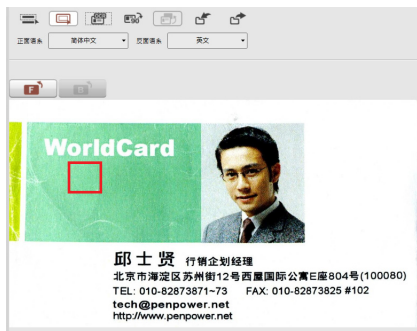 正面语系 简体中文 反面语系 英文
F B
WorldCard
邱士贤 行销企划经理
北京市海淀区苏州街12号西屋国际公寓E座804号(100080)
TEL: 010-82873871~73 FAX: 010-82873825 #102
tech@penpower.net
http://www.penpower.net